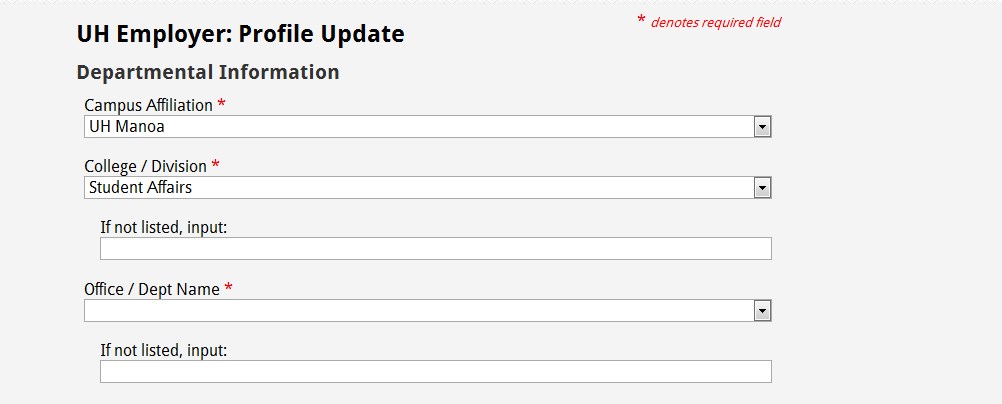 UH Employer: Profile Update
* denotes required field
Departmental Information
Campus Affiliation *
UH Manoa
College / Division *
Student Affairs
If not listed, input:
Office / Dept Name *
If not listed, input: